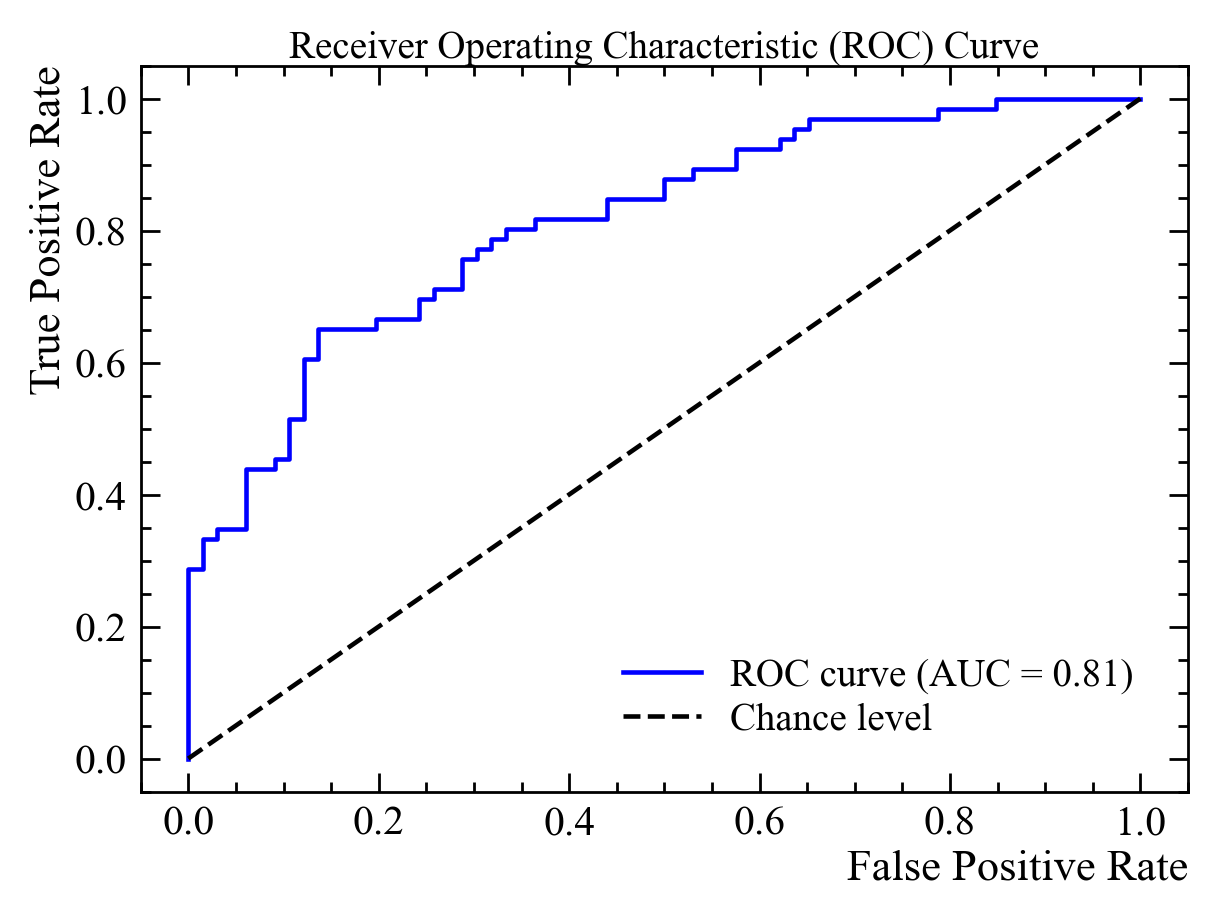 Receiver Operating Characteristic (ROC) Curve
True Positive Rate
1.0
0.8
0.6
0.4
0.2
0.0
ROC curve (AUC = 0.81)
Chance level
0.0 0.2 0.4 0.6 0.8 1.0
False Positive Rate